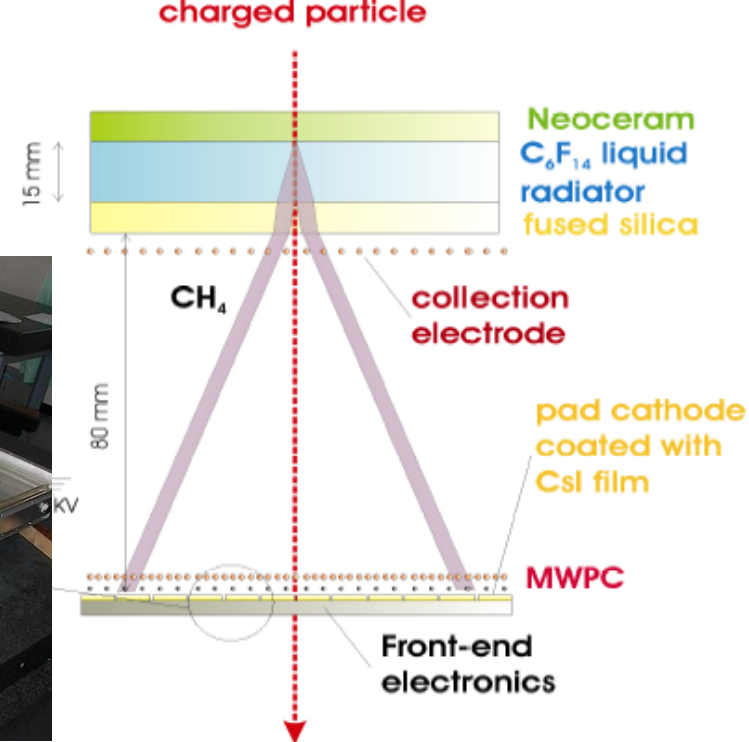 charged particle
Neoceram
C₆F₁₄ liquid
radiator
fused silica
15 mm
CH₄
collection
electrode
80 mm
pad cathode
coated with
CsI film
KV
MWPC
Front-end
electronics